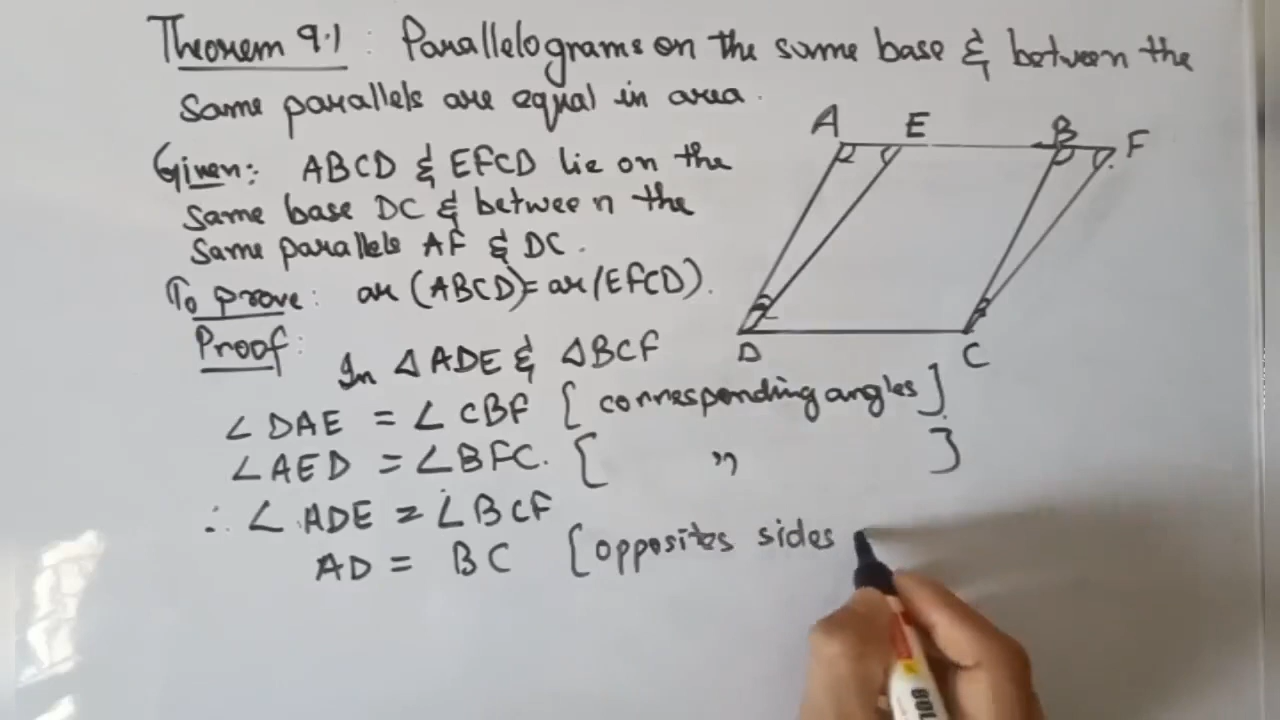 Theorem 9.1 : Parallelograms on the same base & between the
same parallels are equal in area.
Given: ABCD & EFCD lie on the
same base DC & between the
same parallels AF & DC.
To prove: ar (ABCD) = ar (EFCD).
Proof:
In △ADE & △BCF
∠DAE = ∠CBF [corresponding angles]
∠AED = ∠BFC. [ " ]
∴ ∠ADE = ∠BCF
AD = BC [opposites sides
A E B F
D C